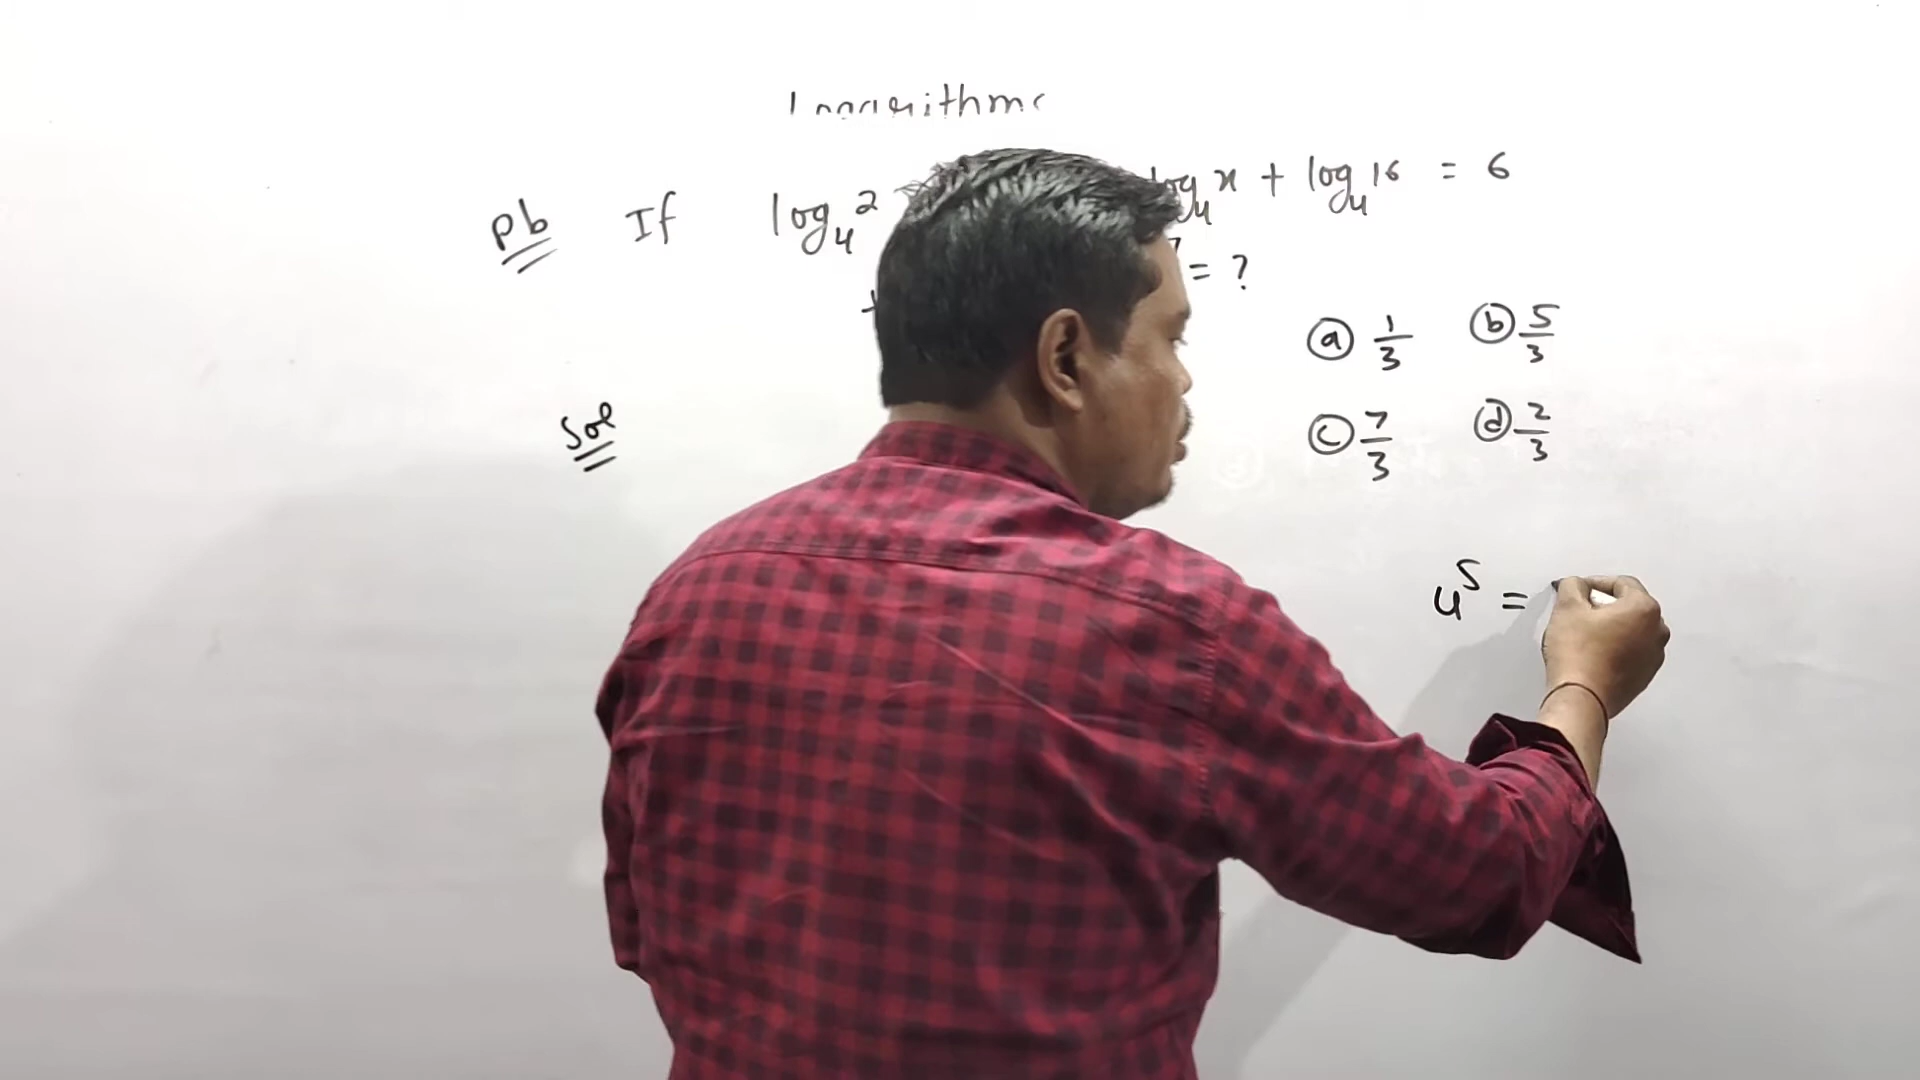 Logarithms
Pb If log₄2 log₄x + log₄16 = 6
+ = ?
ⓐ 1/3 ⓑ 5/3
Sol
ⓒ 7/3 ⓓ 2/3
4⁵ =